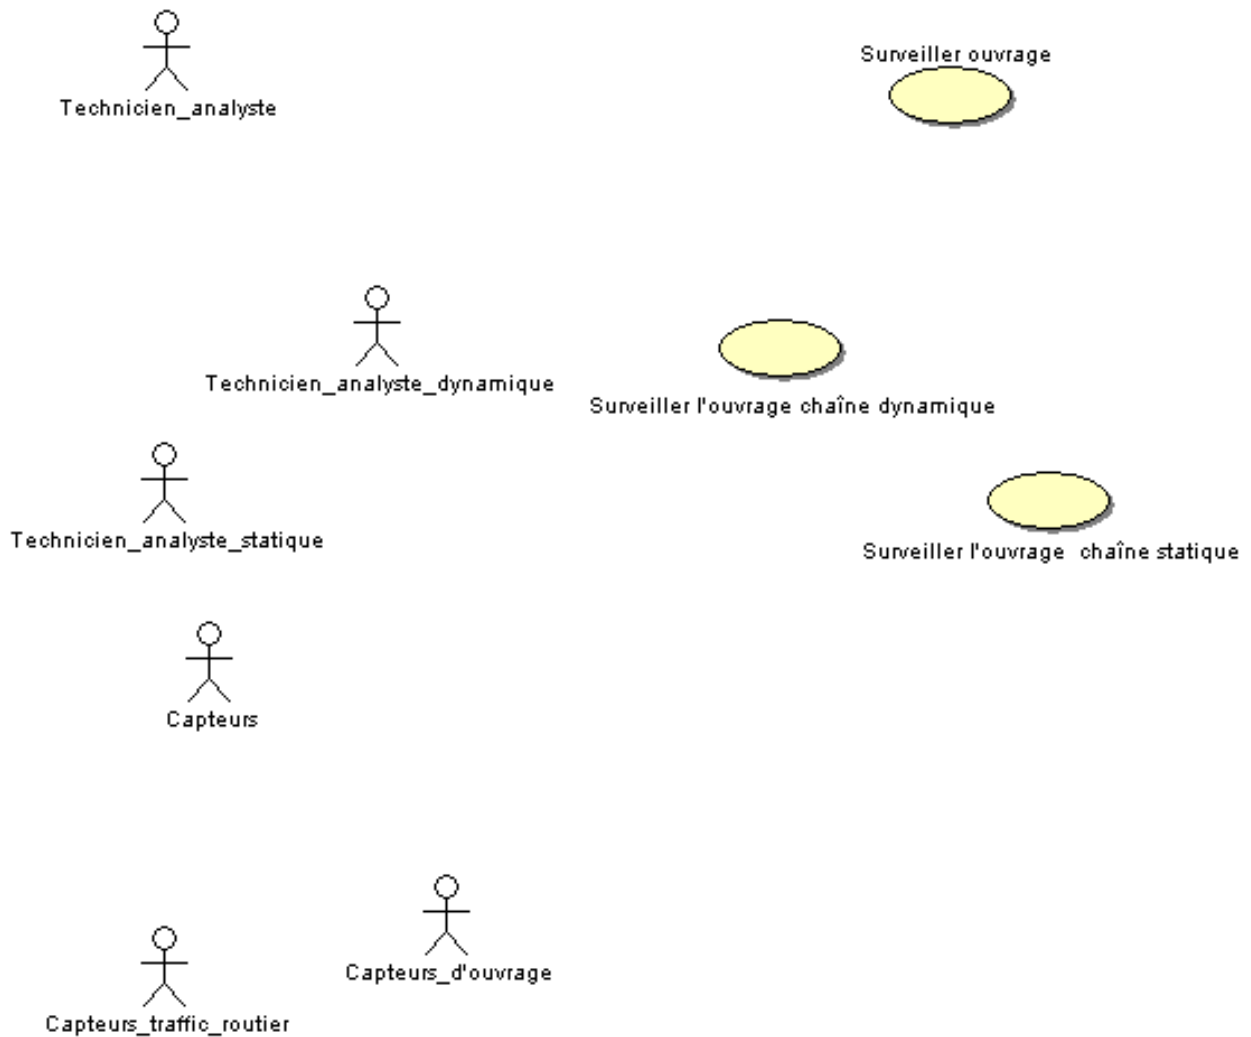 Surveiller ouvrage
Technicien_analyste
Technicien_analyste_dynamique
Surveiller l'ouvrage chaîne dynamique
Technicien_analyste_statique
Surveiller l'ouvrage  chaîne statique
Capteurs
Capteurs_d'ouvrage
Capteurs_traffic_routier